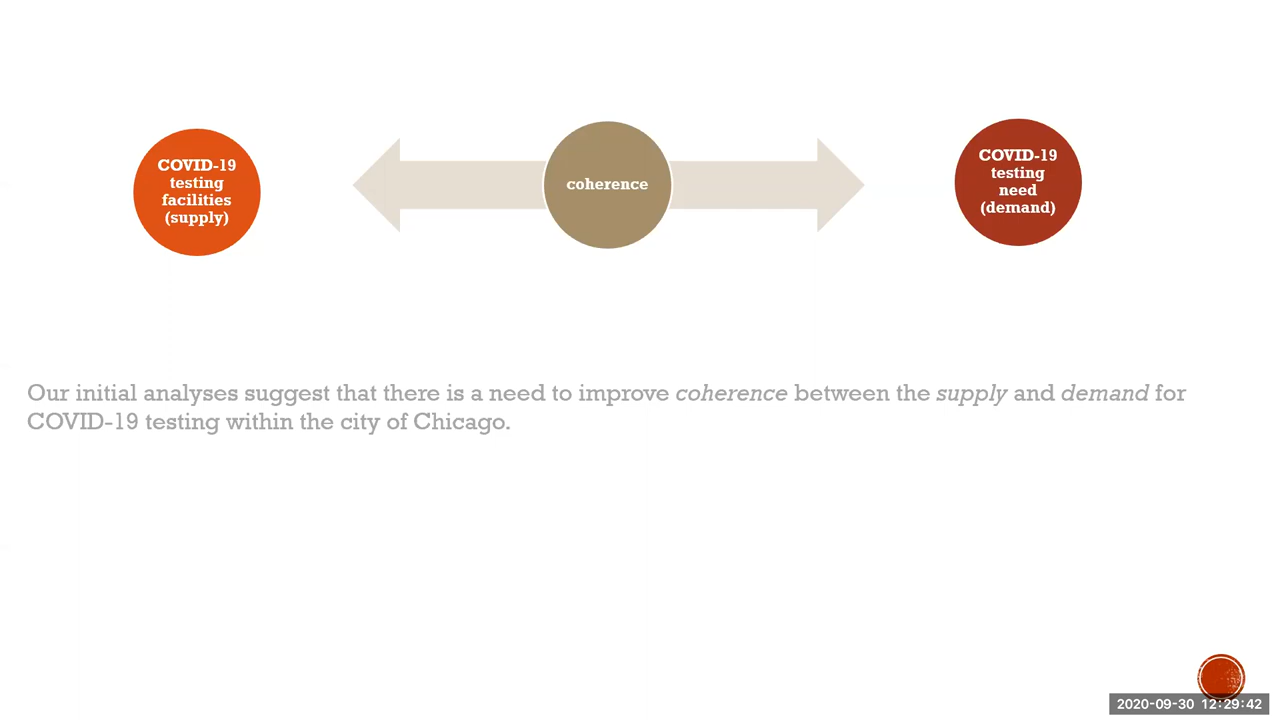 COVID-19
testing
facilities
(supply)
coherence
COVID-19
testing
need
(demand)
Our initial analyses suggest that there is a need to improve coherence between the supply and demand for
COVID-19 testing within the city of Chicago.
2020-09-30 12:29:42